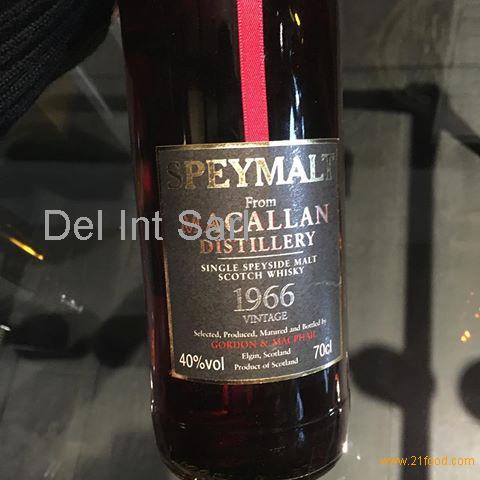 SPEYMALT
From
MACALLAN
DISTILLERY
SINGLE SPEYSIDE MALT
SCOTCH WHISKY
1966
VINTAGE
Selected, Produced, Matured and Bottled by
GORDON & MACPHAIL
Elgin, Scotland
40%vol Product of Scotland 70cl
Del Int Sarl
www.21food.com